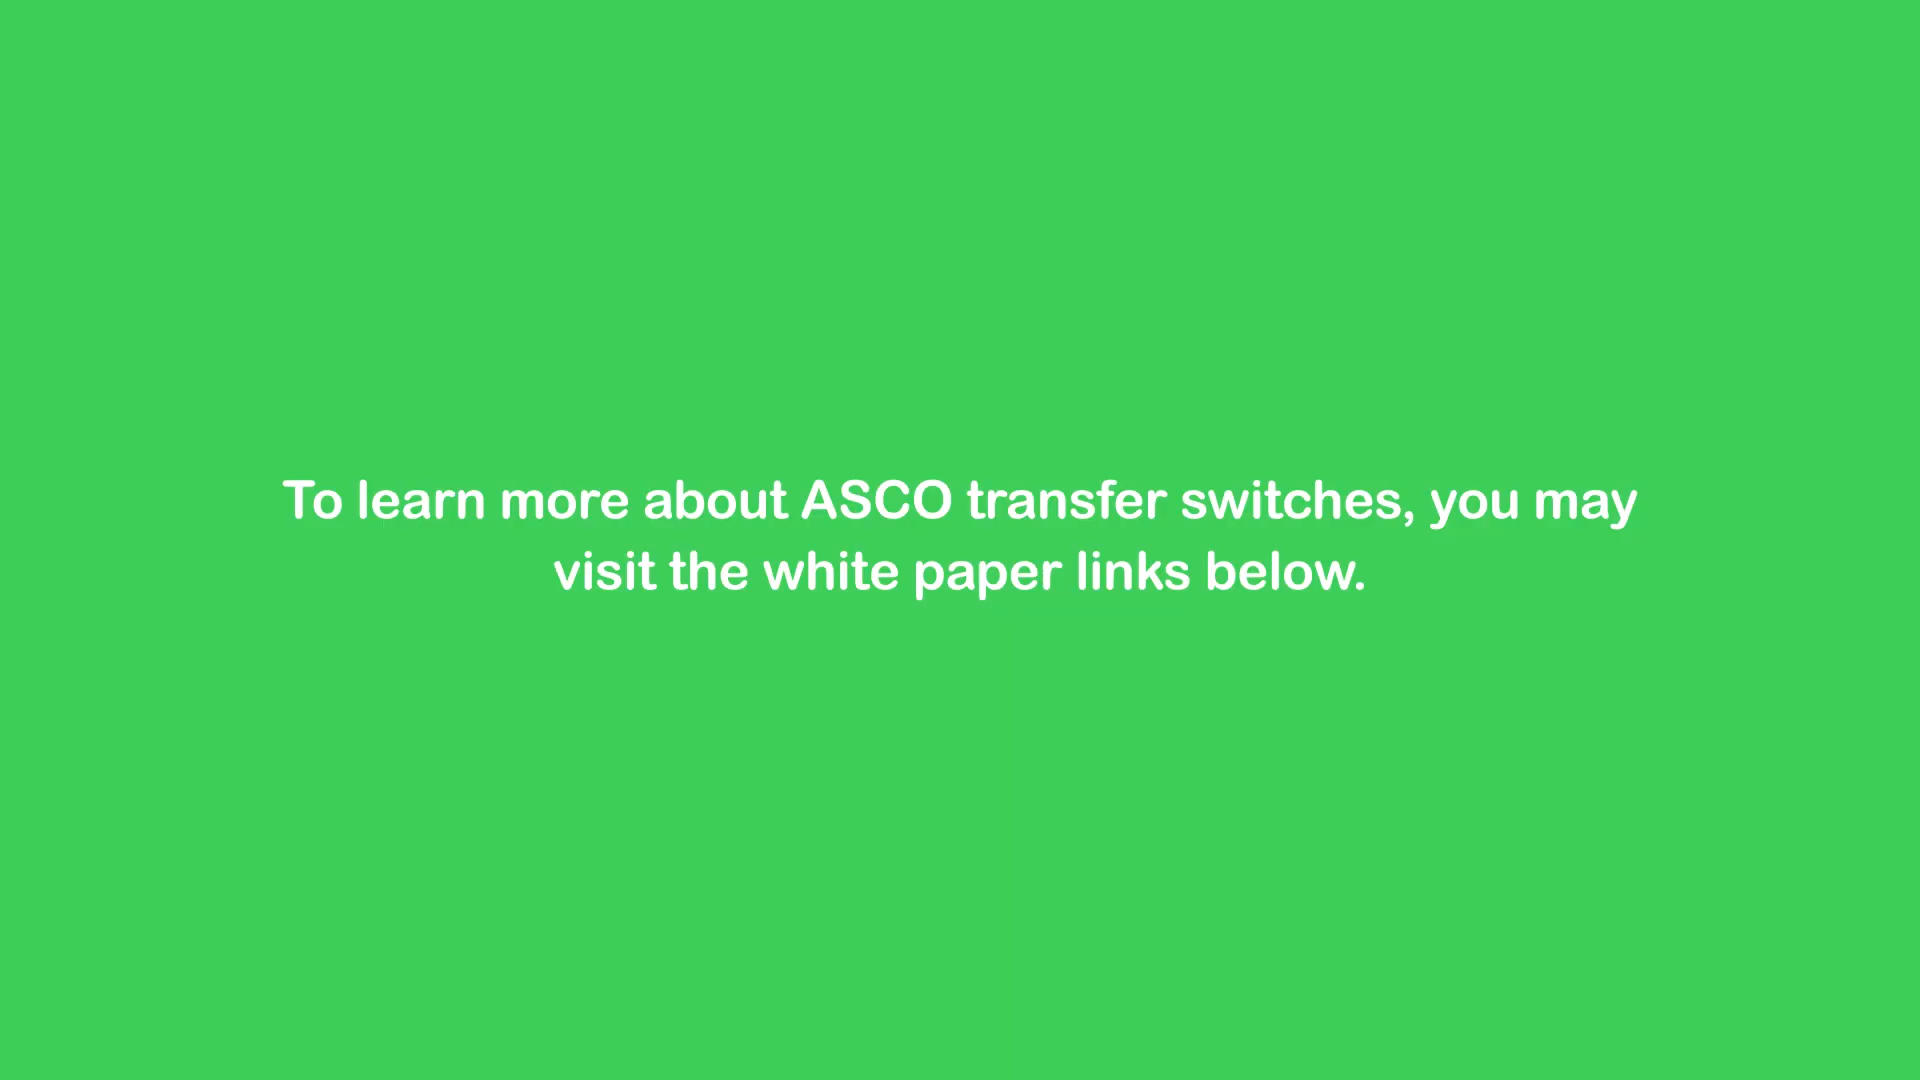 To learn more about ASCO transfer switches, you may
visit the white paper links below.